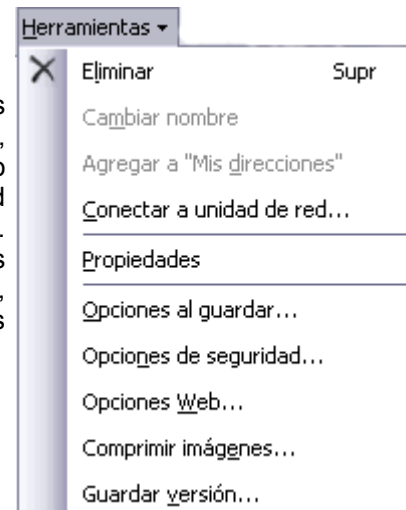 Herramientas
Eliminar Supr
Cambiar nombre
Agregar a "Mis direcciones"
Conectar a unidad de red...
Propiedades
Opciones al guardar...
Opciones de seguridad...
Opciones Web...
Comprimir imágenes...
Guardar versión...